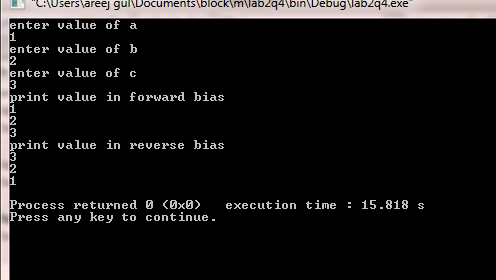 "C:\Users\areej gul\Documents\block\m\lab2q4\bin\Debug\lab2q4.exe"
enter value of a
1
enter value of b
2
enter value of c
3
print value in forward bias
1
2
3
print value in reverse bias
3
2
1
Process returned 0 (0x0)   execution time : 15.818 s
Press any key to continue.